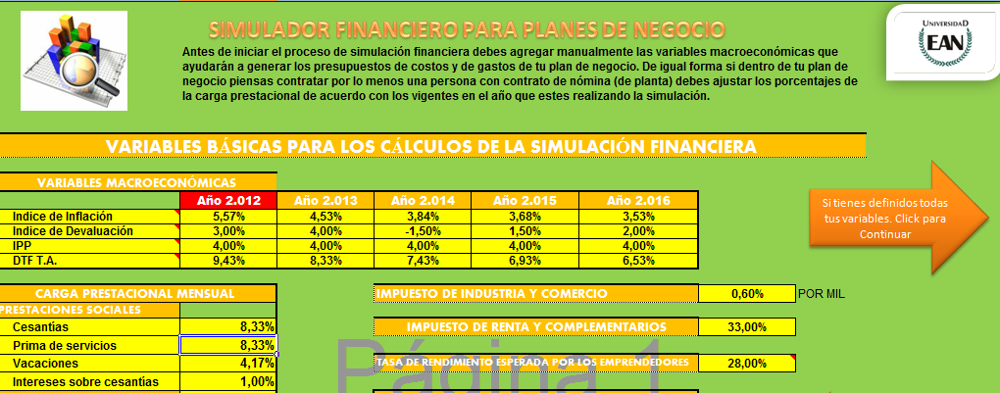 SIMULADOR FINANCIERO PARA PLANES DE NEGOCIO
UNIVERSIDAD
EAN
Antes de iniciar el proceso de simulación financiera debes agregar manualmente las variables macroeconómicas que
ayudarán a generar los presupuestos de costos y de gastos de tu plan de negocio. De igual forma si dentro de tu plan de
negocio piensas contratar por lo menos una persona con contrato de nómina (de planta) debes ajustar los porcentajes de
la carga prestacional de acuerdo con los vigentes en el año que estes realizando la simulación.
VARIABLES BÁSICAS PARA LOS CÁLCULOS DE LA SIMULACIÓN FINANCIERA
VARIABLES MACROECONÓMICAS
Año 2.012 Año 2.013 Año 2.014 Año 2.015 Año 2.016
Indice de Inflación 5,57% 4,53% 3,84% 3,68% 3,53%
Indice de Devaluación 3,00% 4,00% -1,50% 1,50% 2,00%
IPP 4,00% 4,00% 4,00% 4,00% 4,00%
DTF T.A. 9,43% 8,33% 7,43% 6,93% 6,53%
Si tienes definidos todas
tus variables. Click para
Continuar
CARGA PRESTACIONAL MENSUAL
PRESTACIONES SOCIALES
Cesantías 8,33%
Prima de servicios 8,33%
Vacaciones 4,17%
Intereses sobre cesantías 1,00%
IMPUESTO DE INDUSTRIA Y COMERCIO 0,60% POR MIL
IMPUESTO DE RENTA Y COMPLEMENTARIOS 33,00%
TASA DE RENDIMIENTO ESPERADA POR LOS EMPRENDEDORES 28,00%
Página 1